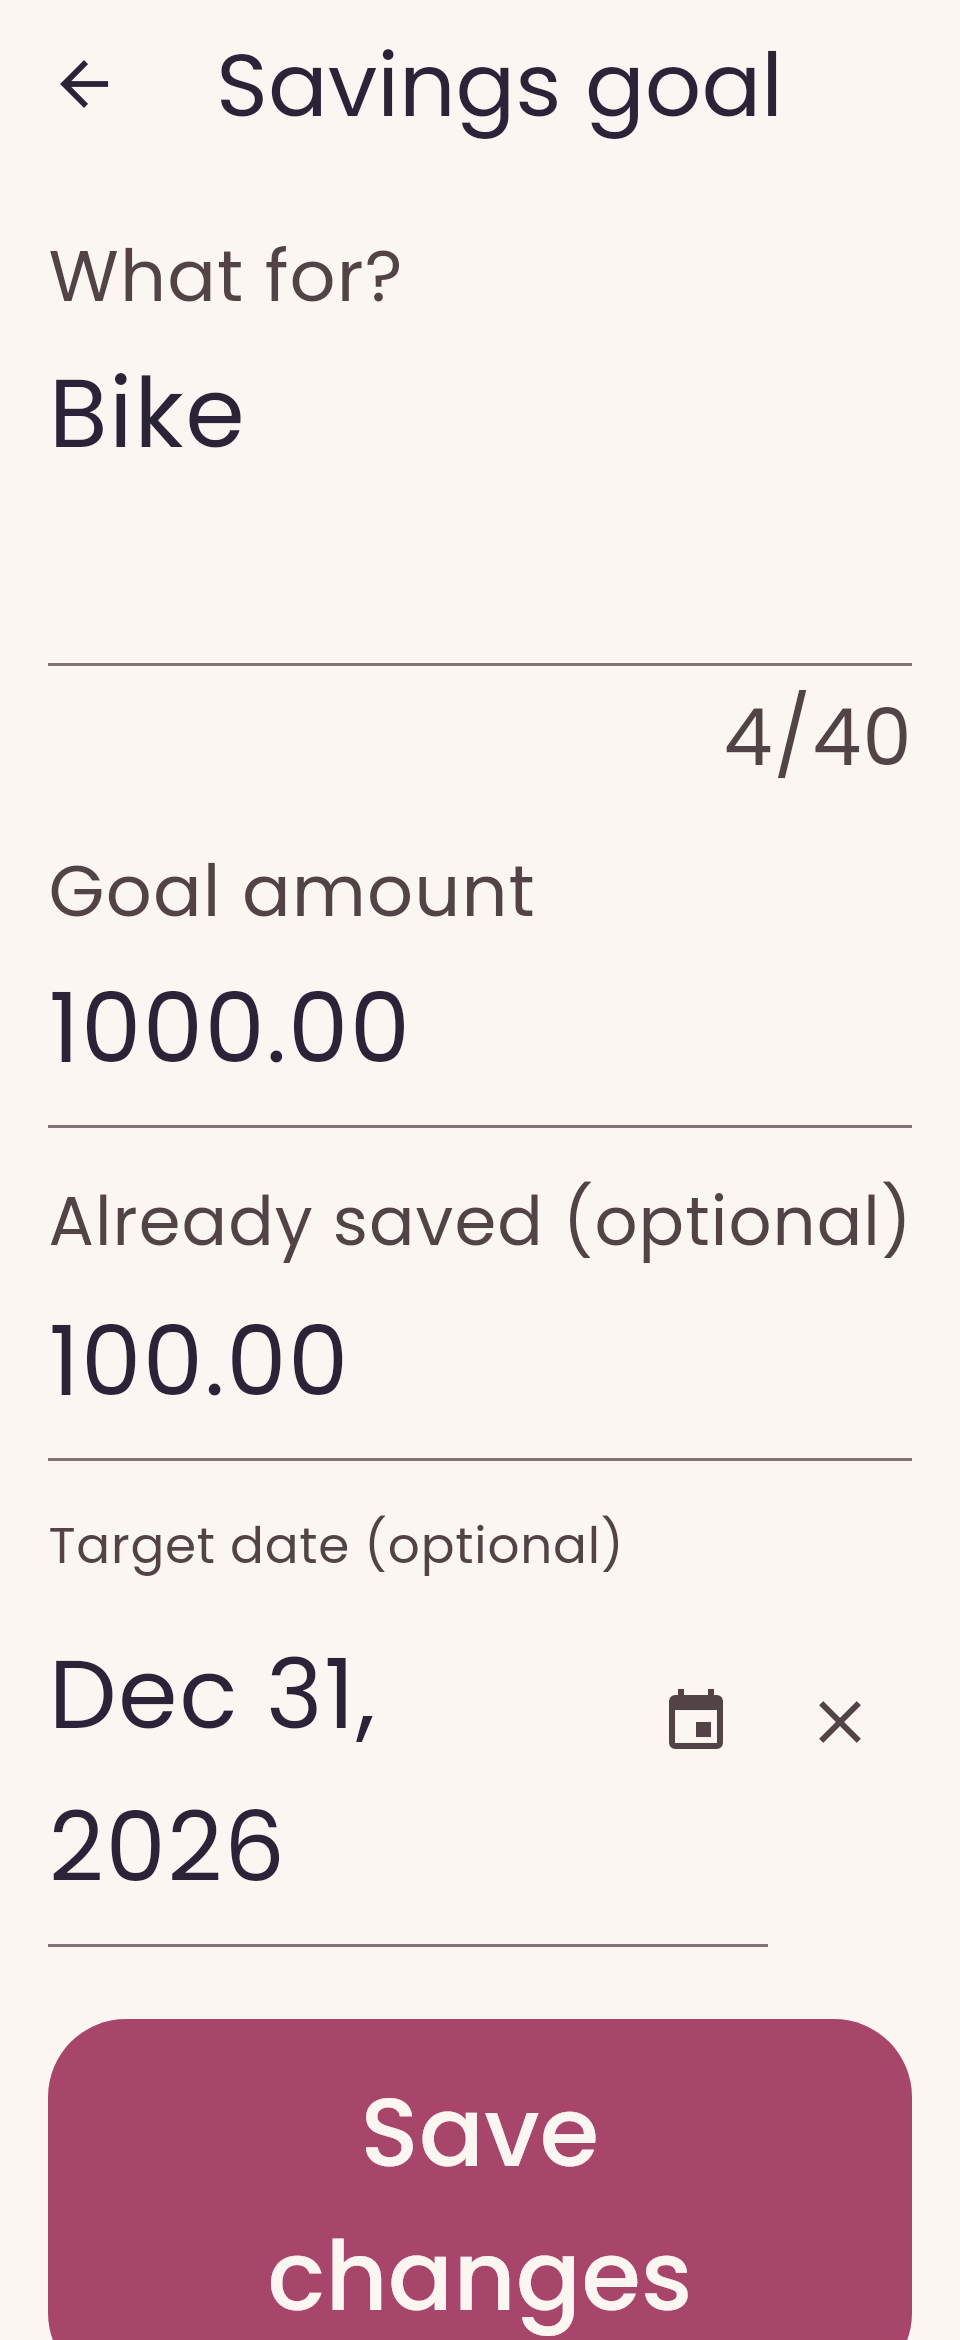 Savings goal
What for?
Bike
4/40
Goal amount
1000.00
Already saved (optional)
100.00
Target date (optional)
Dec 31,
2026
Save
changes